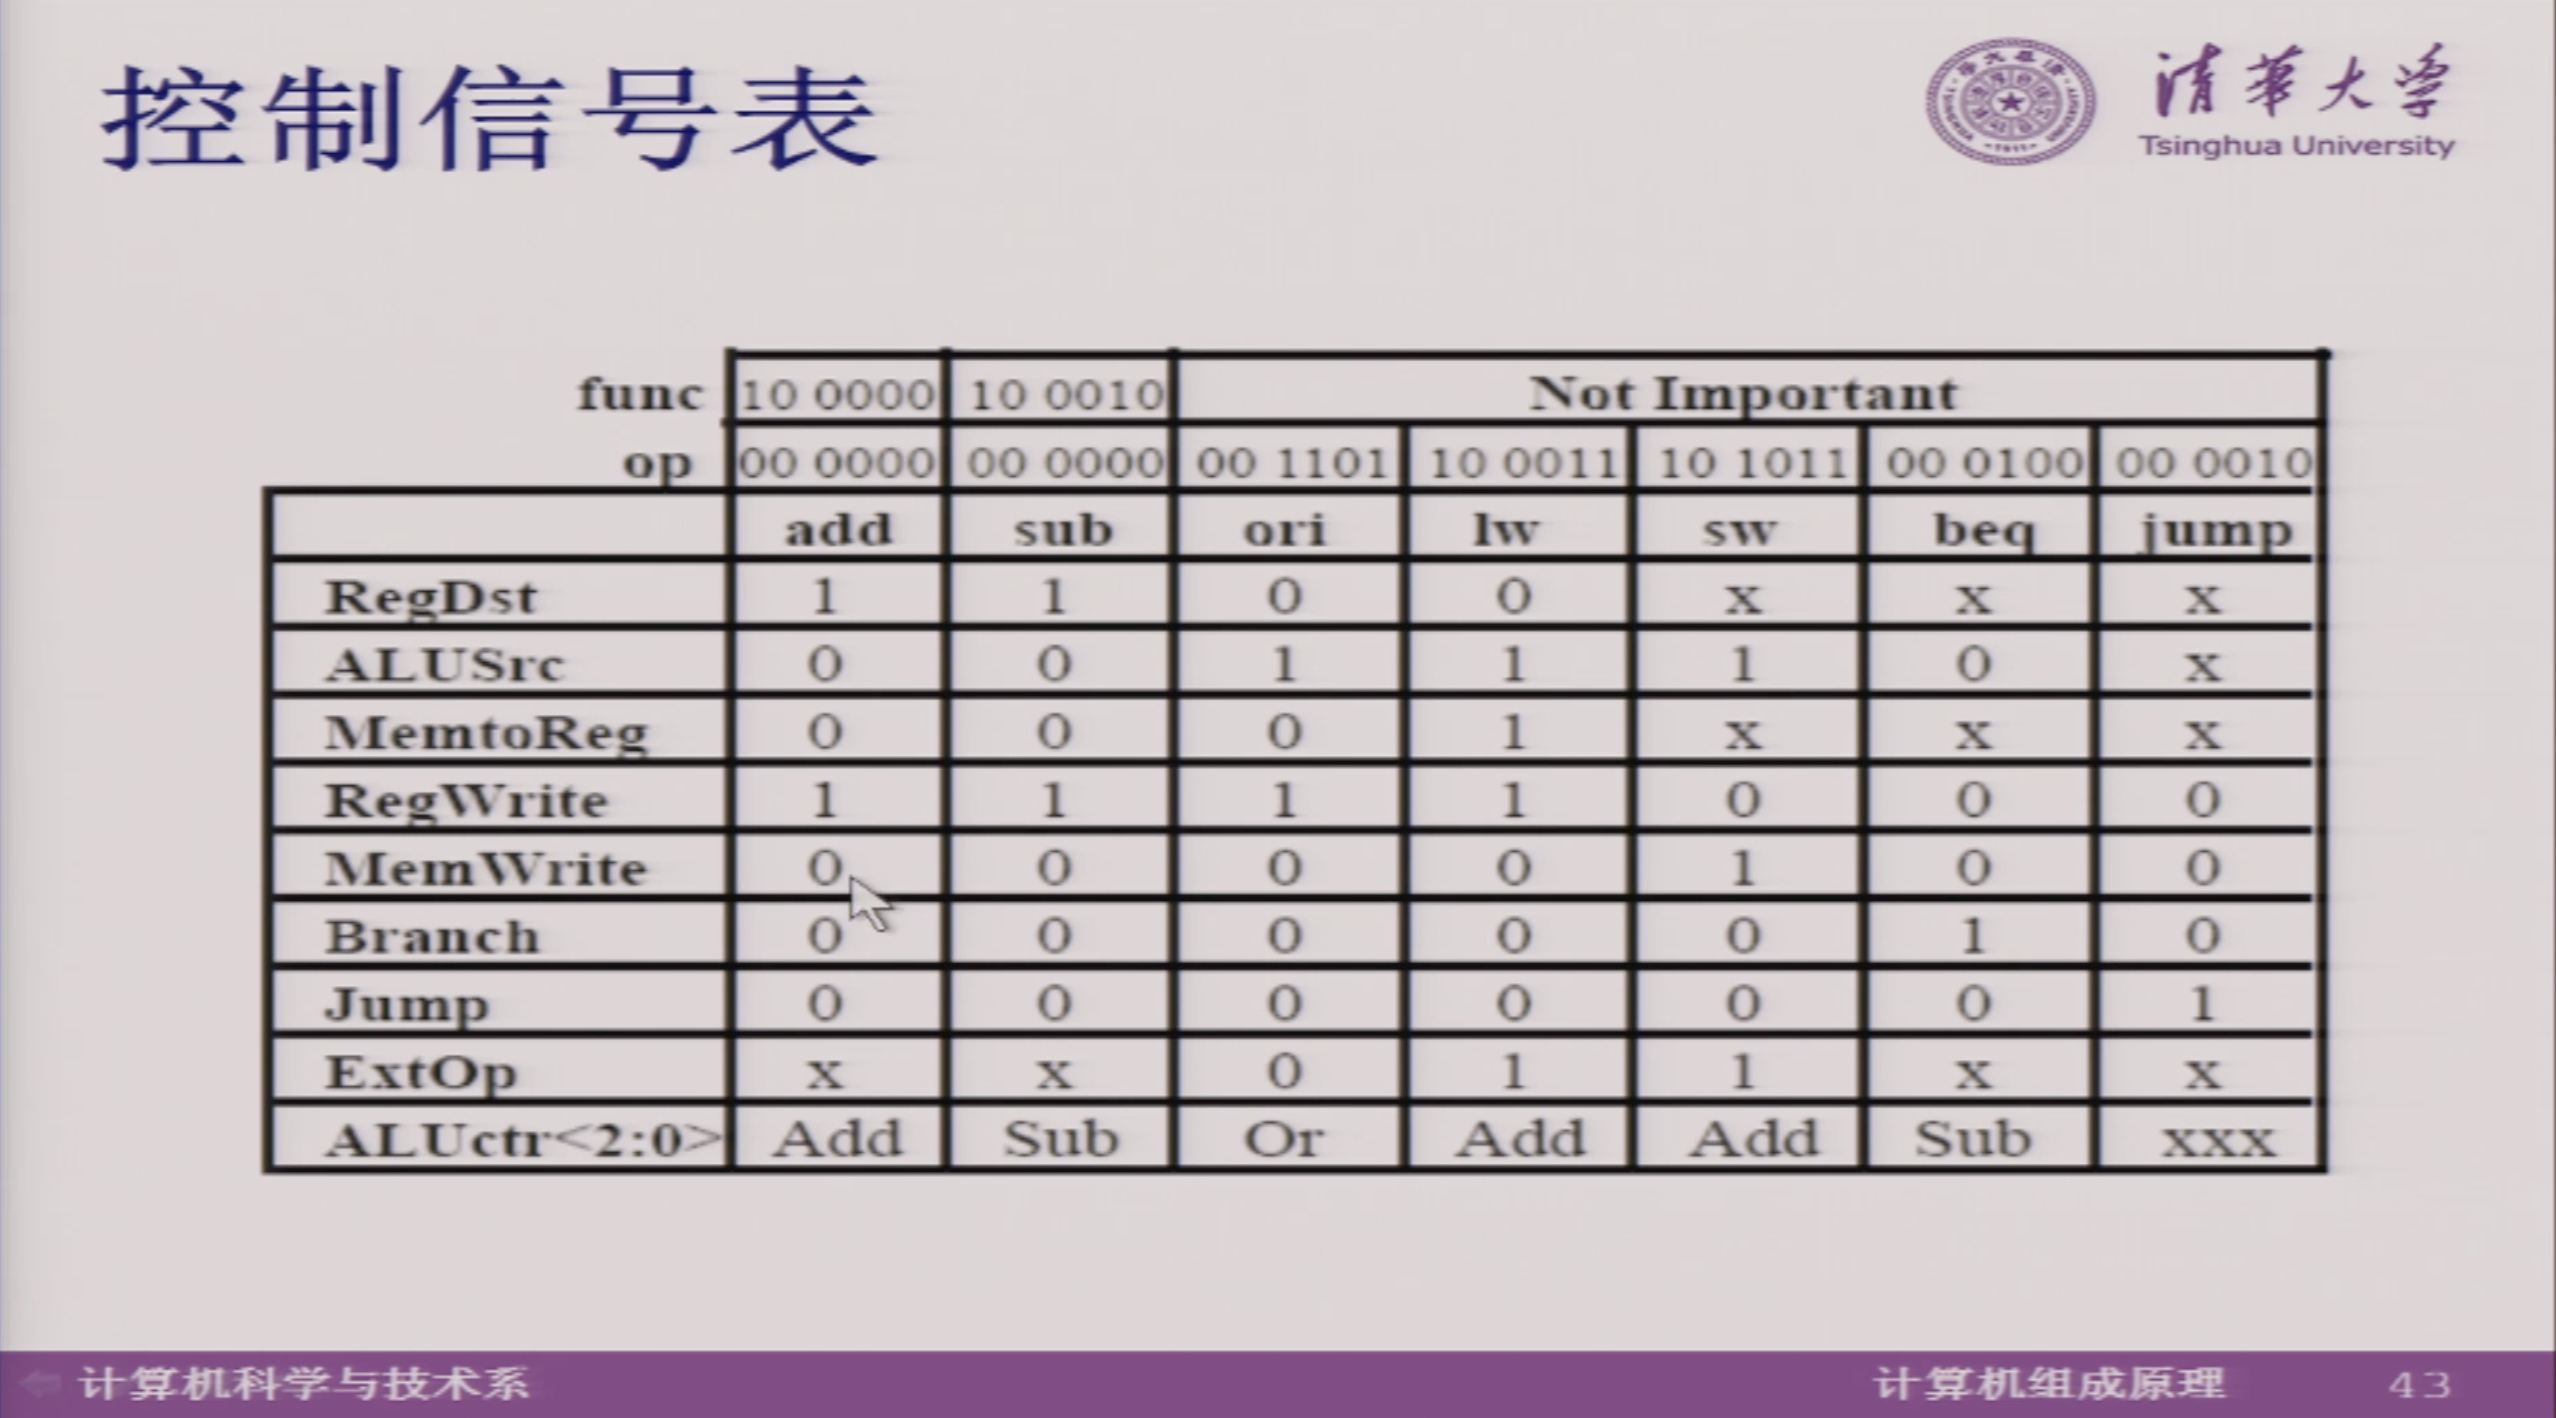 控制信号表
清华大学
Tsinghua University
func 10 0000 10 0010 Not Important
op 00 0000 00 0000 00 1101 10 0011 10 1011 00 0100 00 0010
add sub ori lw sw beq jump
RegDst 1 1 0 0 x x x
ALUSrc 0 0 1 1 1 0 x
MemtoReg 0 0 0 1 x x x
RegWrite 1 1 1 1 0 0 0
MemWrite 0 0 0 0 1 0 0
Branch 0 0 0 0 0 1 0
Jump 0 0 0 0 0 0 1
ExtOp x x 0 1 1 x x
ALUctr<2:0> Add Sub Or Add Add Sub xxx
计算机科学与技术系 计算机组成原理 43